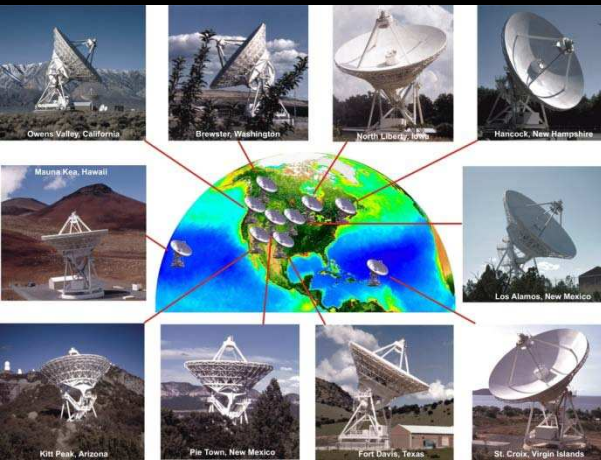 Owens Valley, California
Brewster, Washington
North Liberty, Iowa
Hancock, New Hampshire
Mauna Kea, Hawaii
Los Alamos, New Mexico
Kitt Peak, Arizona
Pie Town, New Mexico
Fort Davis, Texas
St. Croix, Virgin Islands